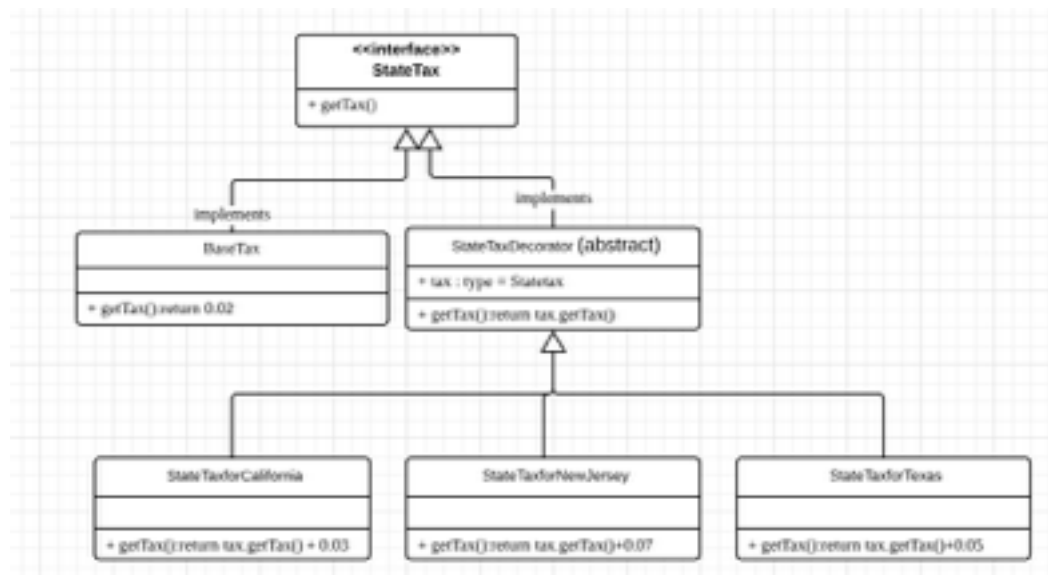 <<interface>>
StateTax
+ getTax()
implements
implements
BaseTax
+ getTax():return 0.02
StateTaxDecorator (abstract)
+ tax : type = Statetax
+ getTax():return tax.getTax()
StateTaxforCalifornia
+ getTax():return tax.getTax() + 0.03
StateTaxforNewJersey
+ getTax():return tax.getTax()+0.07
StateTaxforTexas
+ getTax():return tax.getTax()+0.05